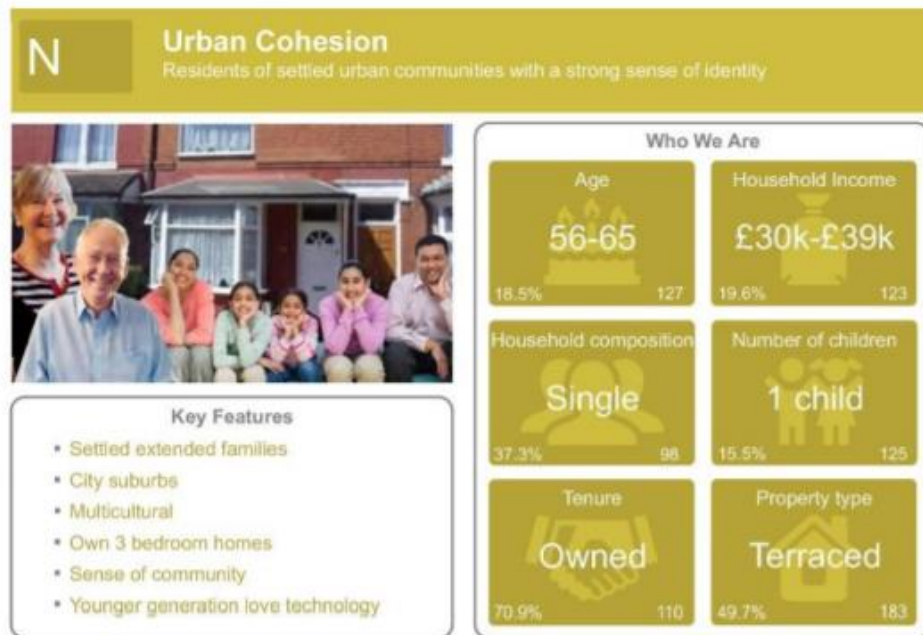 N
Urban Cohesion
Residents of settled urban communities with a strong sense of identity
Who We Are
Age
56-65
18.5% 127
Household Income
£30k-£39k
19.6% 123
Household composition
Single
37.3% 98
Number of children
1 child
15.5% 125
Tenure
Owned
70.9% 110
Property type
Terraced
49.7% 183
Key Features
• Settled extended families
• City suburbs
• Multicultural
• Own 3 bedroom homes
• Sense of community
• Younger generation love technology